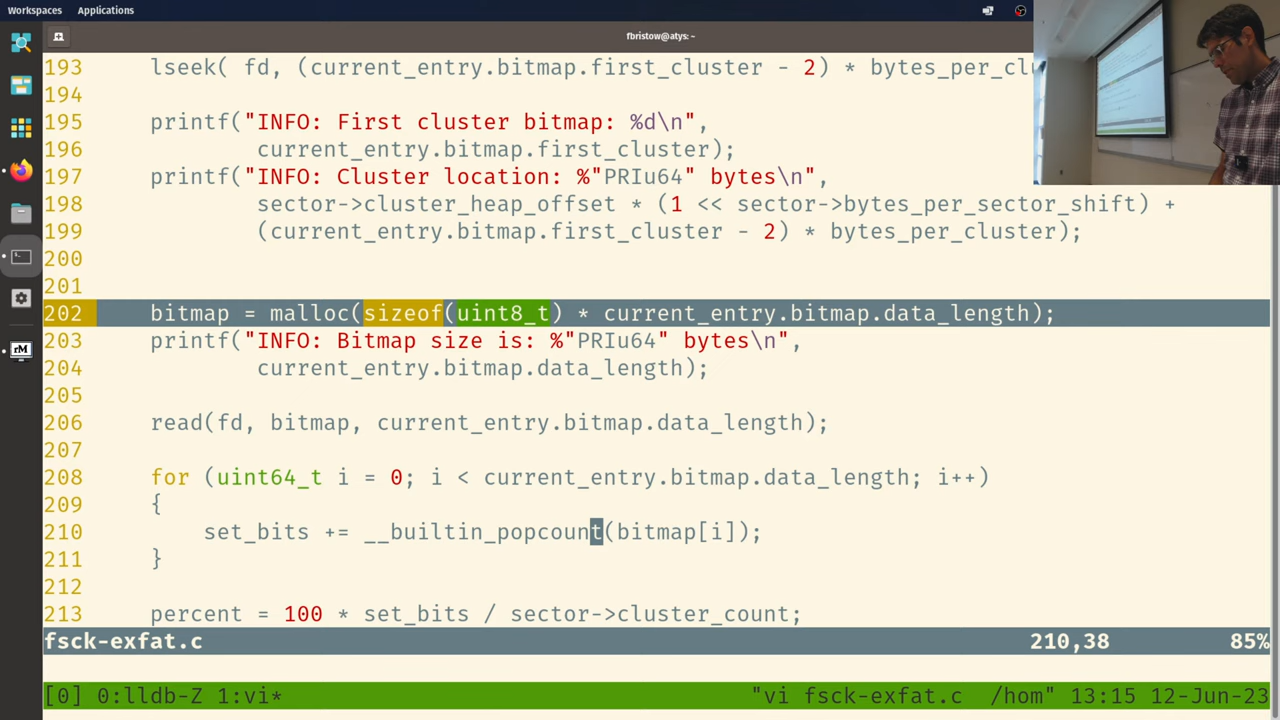 Workspaces Applications
fbristow@atys: ~
193 lseek( fd, (current_entry.bitmap.first_cluster - 2) * bytes_per_clu
194
195 printf("INFO: First cluster bitmap: %d\n",
196 current_entry.bitmap.first_cluster);
197 printf("INFO: Cluster location: %"PRIu64" bytes\n",
198 sector->cluster_heap_offset * (1 << sector->bytes_per_sector_shift) +
199 (current_entry.bitmap.first_cluster - 2) * bytes_per_cluster);
200
201
202 bitmap = malloc(sizeof(uint8_t) * current_entry.bitmap.data_length);
203 printf("INFO: Bitmap size is: %"PRIu64" bytes\n",
204 current_entry.bitmap.data_length);
205
206 read(fd, bitmap, current_entry.bitmap.data_length);
207
208 for (uint64_t i = 0; i < current_entry.bitmap.data_length; i++)
209 {
210 set_bits += __builtin_popcount(bitmap[i]);
211 }
212
213 percent = 100 * set_bits / sector->cluster_count;
fsck-exfat.c 210,38 85%
[0] 0:lldb-Z 1:vi* "vi fsck-exfat.c /hom" 13:15 12-Jun-23
rM